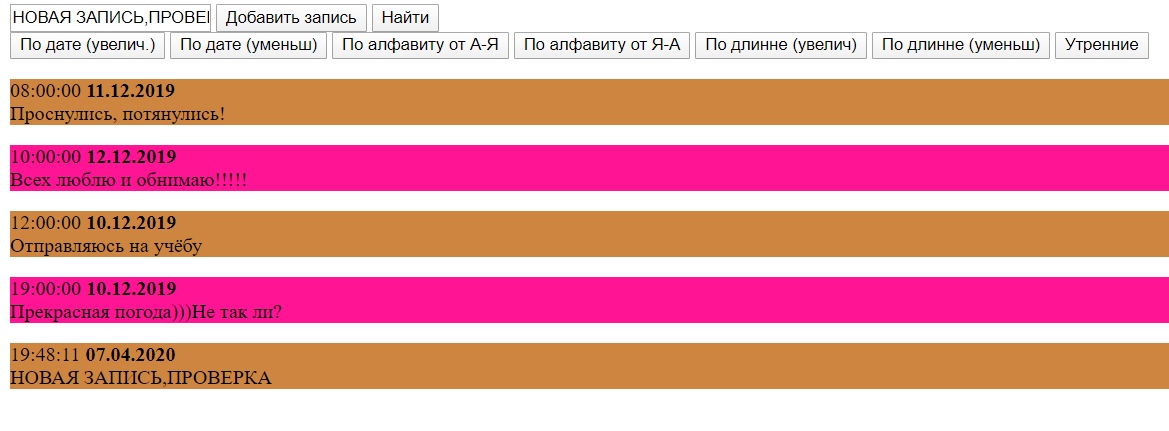 НОВАЯ ЗАПИСЬ,ПРОВЕР Добавить запись Найти
По дате (увелич.) По дате (уменьш) По алфавиту от А-Я По алфавиту от Я-А По длинне (увелич) По длинне (уменьш) Утренние
08:00:00 11.12.2019
Проснулись, потянулись!
10:00:00 12.12.2019
Всех люблю и обнимаю!!!!!
12:00:00 10.12.2019
Отправляюсь на учёбу
19:00:00 10.12.2019
Прекрасная погода)))Не так ли?
19:48:11 07.04.2020
НОВАЯ ЗАПИСЬ,ПРОВЕРКА